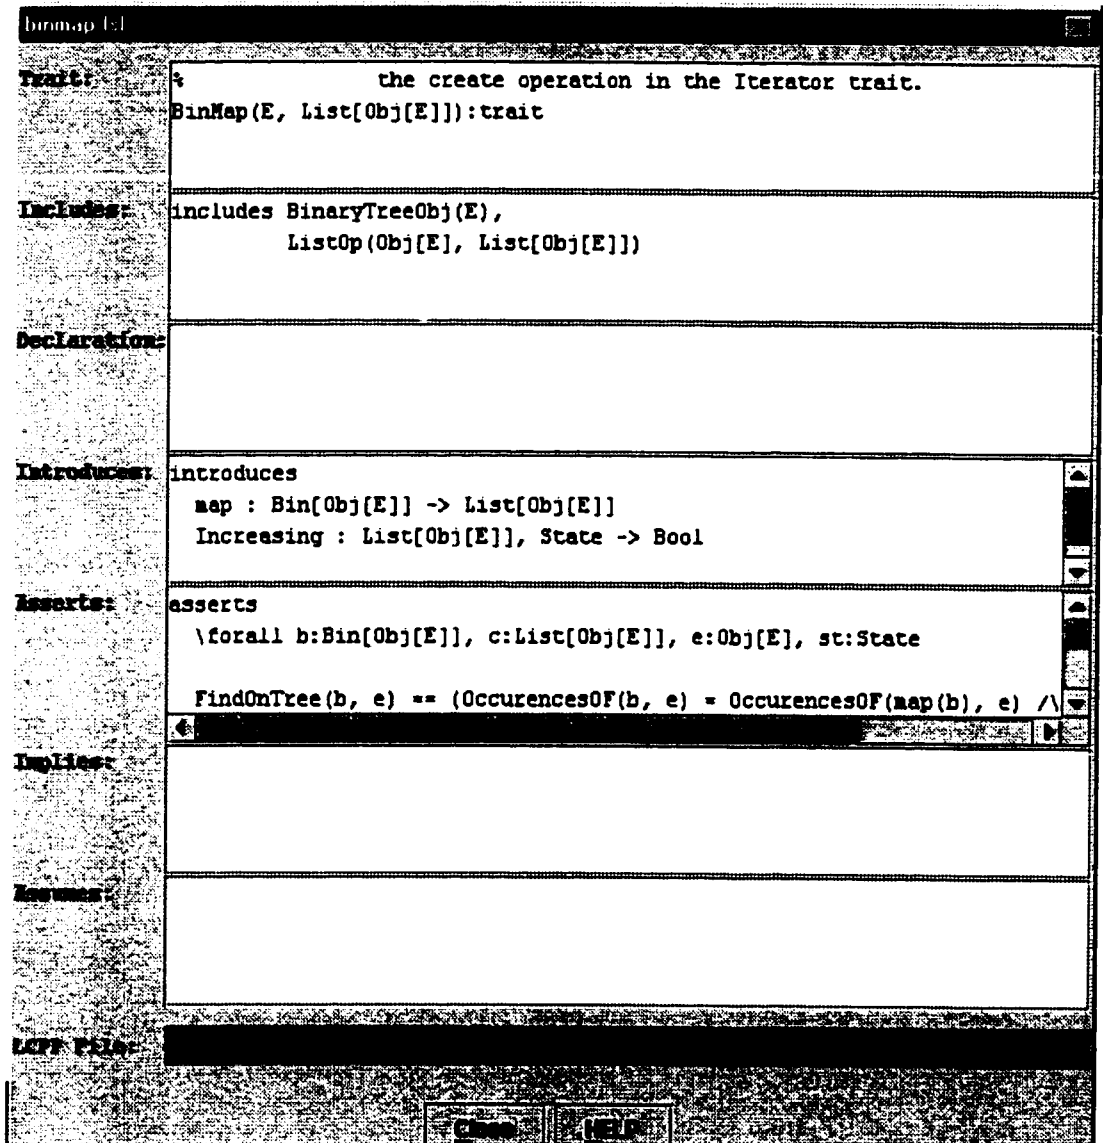 binmap lsl
Trait:
% the create operation in the Iterator trait.
BinMap(E, List[Obj[E]]):trait
Includes:
includes BinaryTreeObj(E),
ListOp(Obj[E], List[Obj[E]])
Declaration:
Introduces:
introduces
map : Bin[Obj[E]] -> List[Obj[E]]
Increasing : List[Obj[E]], State -> Bool
Asserts:
asserts
\forall b:Bin[Obj[E]], c:List[Obj[E]], e:Obj[E], st:State
FindOnTree(b, e) == (OccurencesOF(b, e) = OccurencesOF(map(b), e) /\
Implies:
Assumes:
LCPP File:
Close HELP